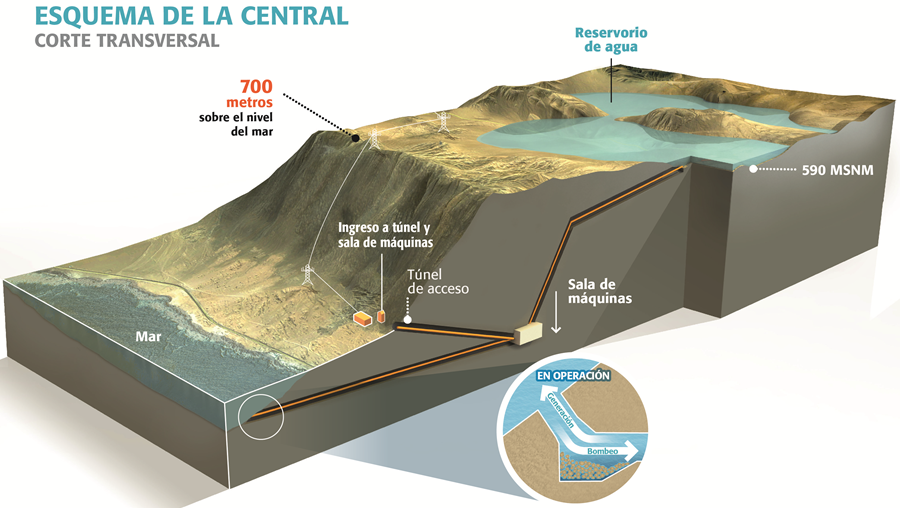 ESQUEMA DE LA CENTRAL
CORTE TRANSVERSAL
Reservorio
de agua
700
metros
sobre el nivel
del mar
590 MSNM
Ingreso a túnel y
sala de máquinas
Túnel
de acceso
Sala de
máquinas
Mar
EN OPERACIÓN
Generación
Bombeo